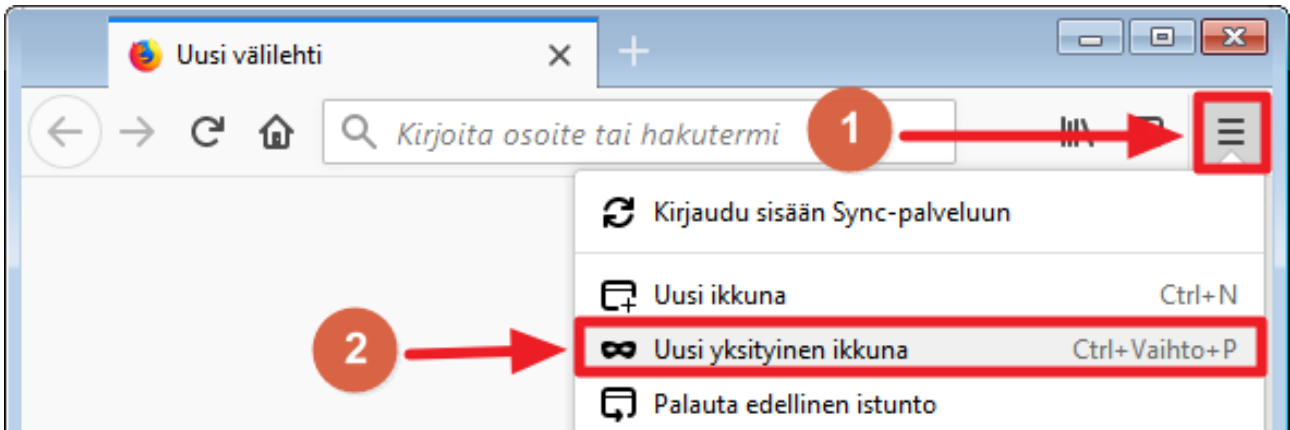 Uusi välilehti
Kirjoita osoite tai hakutermi
1
Kirjaudu sisään Sync-palveluun
Uusi ikkuna Ctrl+N
2
Uusi yksityinen ikkuna Ctrl+Vaihto+P
Palauta edellinen istunto